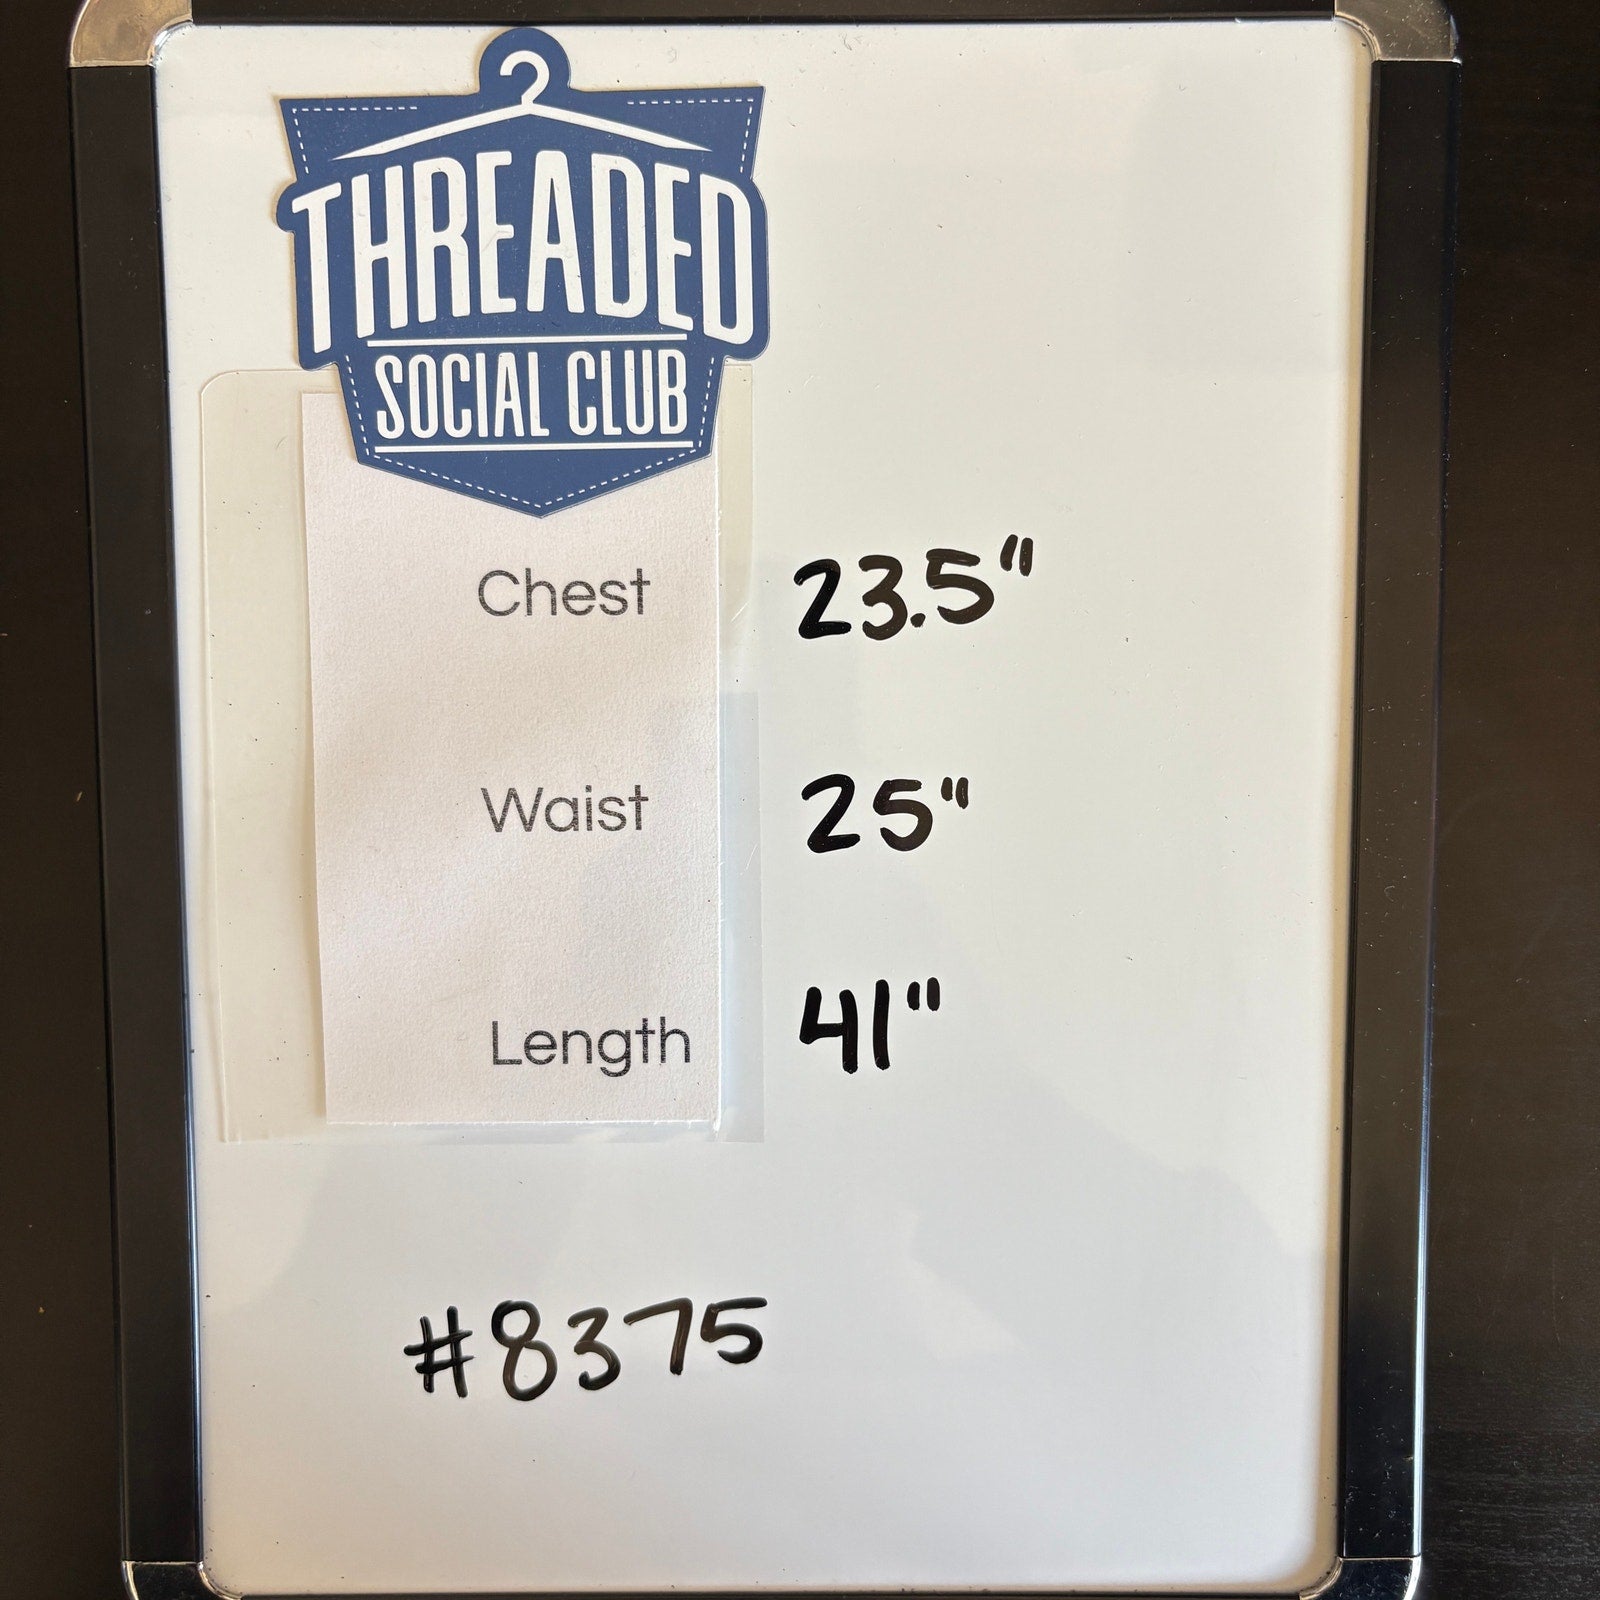 THREADED
SOCIAL CLUB
Chest 23.5"
Waist 25"
Length 41"
#8375